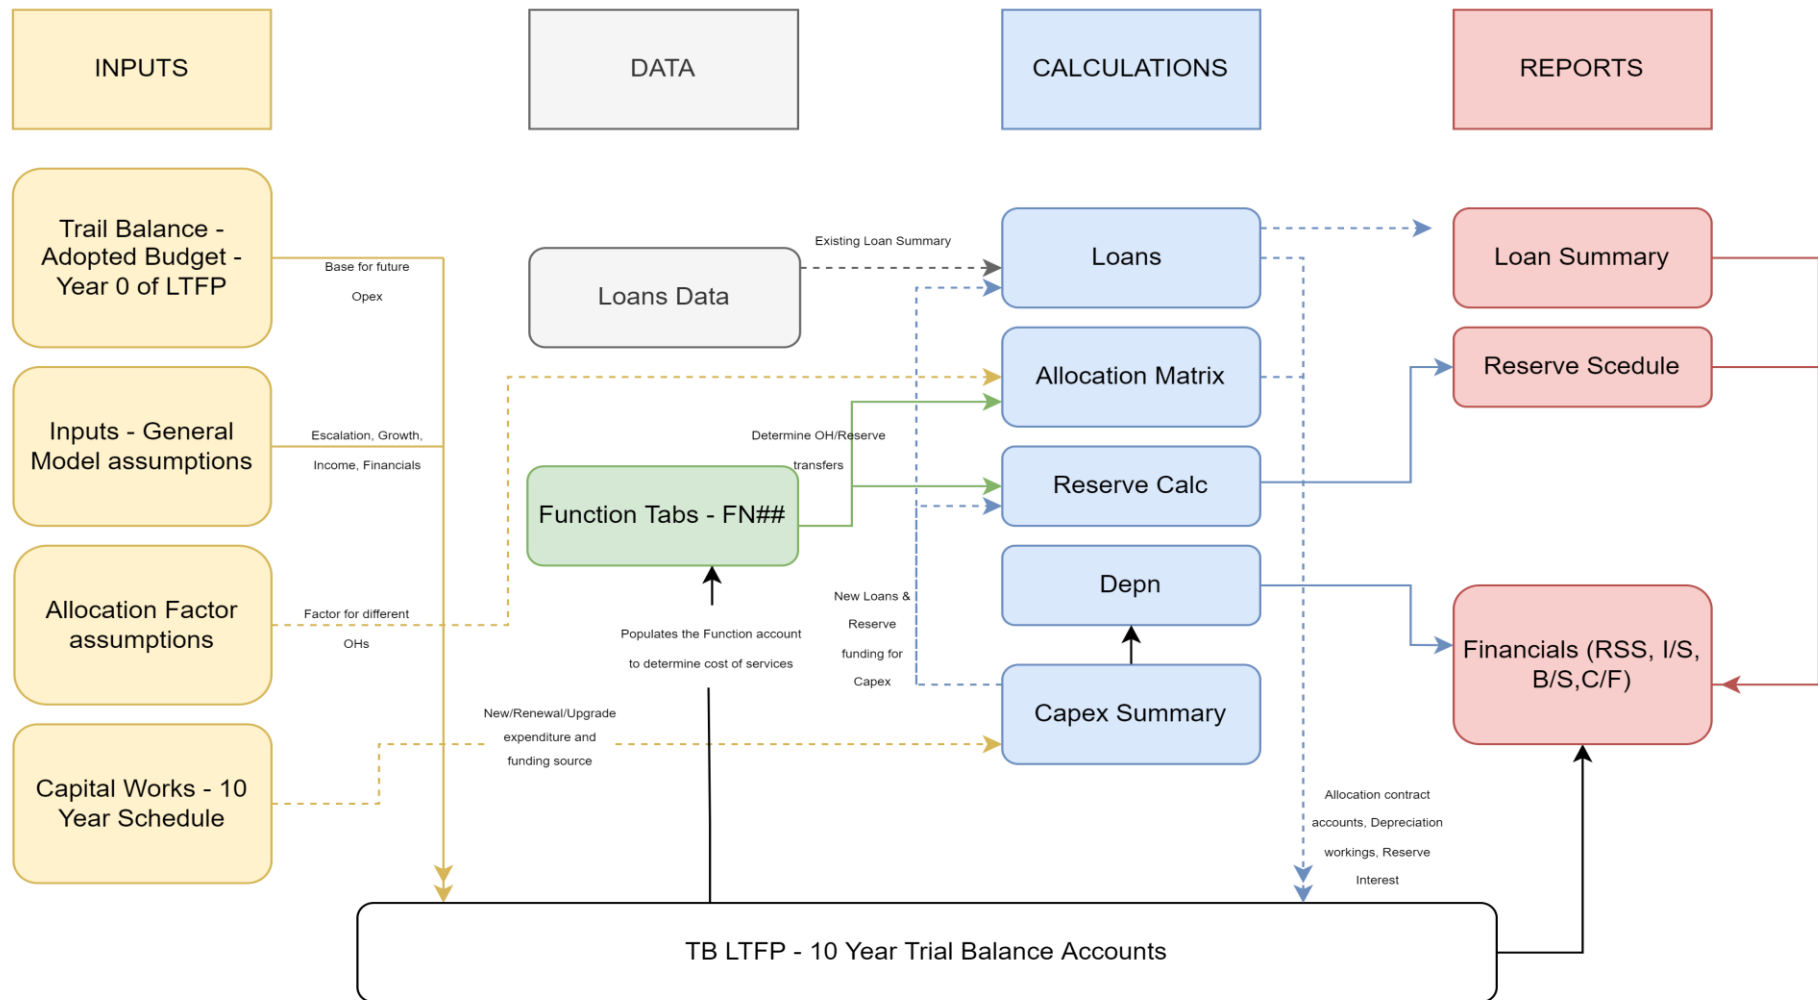 INPUTS
DATA
CALCULATIONS
REPORTS
Trail Balance -
Adopted Budget -
Year 0 of LTFP
Base for future
Opex
Inputs - General
Model assumptions
Escalation, Growth,
Income, Financials
Allocation Factor
assumptions
Factor for different
OHs
Capital Works - 10
Year Schedule
New/Renewal/Upgrade
expenditure and
funding source
Loans Data
Existing Loan Summary
Function Tabs - FN##
Determine OH/Reserve
transfers
Populates the Function account
to determine cost of services
Loans
Allocation Matrix
Reserve Calc
Depn
Capex Summary
New Loans &
Reserve
funding for
Capex
Loan Summary
Reserve Scedule
Financials (RSS, I/S,
B/S,C/F)
Allocation contract
accounts, Depreciation
workings, Reserve
Interest
TB LTFP - 10 Year Trial Balance Accounts